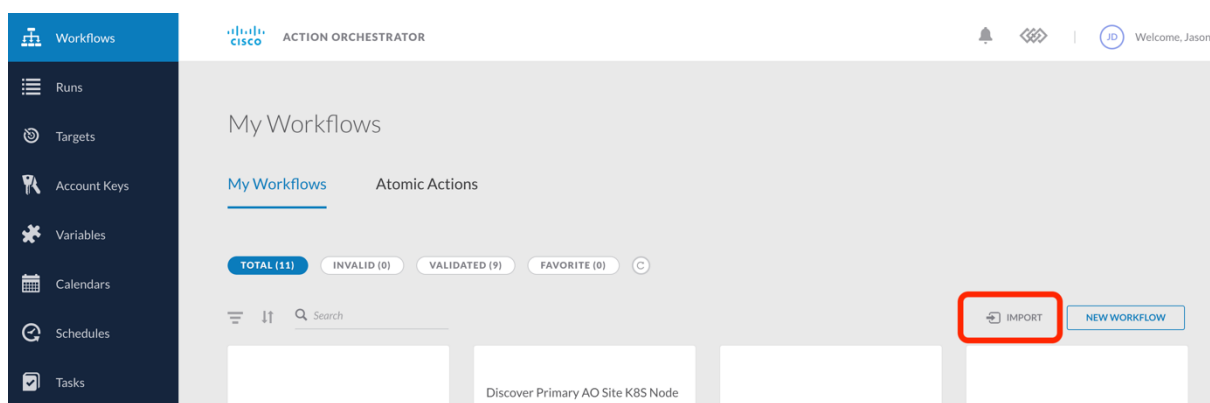 Workflows
Runs
Targets
Account Keys
Variables
Calendars
Schedules
Tasks
CISCO ACTION ORCHESTRATOR
JD Welcome, Jason
My Workflows
My Workflows Atomic Actions
TOTAL (11) INVALID (0) VALIDATED (9) FAVORITE (0)
Search IMPORT NEW WORKFLOW
Discover Primary AO Site K8S Node